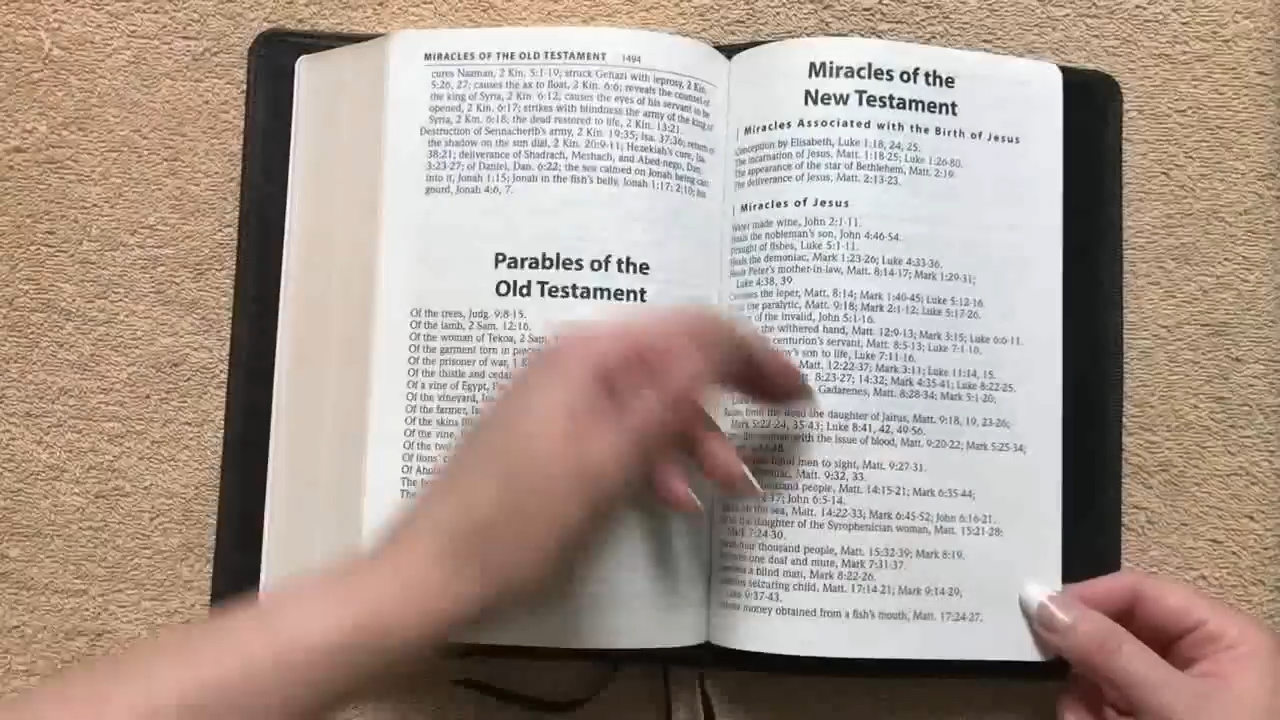 MIRACLES OF THE OLD TESTAMENT 1494
cures Naaman, 2 Kin. 5:1-19; struck Gehazi with leprosy, 2 Kin.
5:26, 27; causes the ax to float, 2 Kin. 6:6; reveals the counsel of
the king of Syria, 2 Kin. 6:12, causes the eyes of his servant to be
opened, 2 Kin. 6:17; strikes with blindness the army of the king of
Syria, 2 Kin. 6:18; the dead restored to life, 2 Kin. 13:21.
Destruction of Sennacherib's army, 2 Kin. 19:35; Isa. 37:36; return of
the shadow on the sun dial, 2 Kin. 20:9-11; Hezekiah's cure, Isa.
38:21; deliverance of Shadrach, Meshach, and Abed-nego, Dan.
3:23-27; of Daniel, Dan. 6:22; the sea calmed on Jonah being cast
into it, Jonah 1:15; Jonah in the fish's belly, Jonah 1:17; 2:10; his
gourd, Jonah 4:6, 7.
Parables of the
Old Testament
Of the trees, Judg. 9:8-15.
Of the lamb, 2 Sam. 12:16.
Of the woman of Tekoa, 2 Sam.
Of the garment torn in pieces
Of the prisoner of war, 1
Of the thistle and cedar
Of a vine of Egypt,
Of the vineyard,
Of the farmer,
Of the skins
Of the vine,
Of the two
Of lions'
Of
The
The
Miracles of the
New Testament
Miracles Associated with the Birth of Jesus
Conception by Elisabeth, Luke 1:18, 24, 25.
The incarnation of Jesus, Matt. 1:18-25; Luke 1:26-80.
The appearance of the star of Bethlehem, Matt. 2:19.
The deliverance of Jesus, Matt. 2:13-23.
Miracles of Jesus
Water made wine, John 2:1-11.
Heals the nobleman's son, John 4:46-54.
Draught of fishes, Luke 5:1-11.
Heals the demoniac, Mark 1:23-26; Luke 4:33-36.
Heals Peter's mother-in-law, Matt. 8:14-17; Mark 1:29-31;
Luke 4:38, 39
Cleanses the leper, Matt. 8:14; Mark 1:40-45; Luke 5:12-16.
the paralytic, Matt. 9:18; Mark 2:1-12; Luke 5:17-26.
of the invalid, John 5:1-16.
the withered hand, Matt. 12:9-13; Mark 3:15; Luke 6:6-11.
centurion's servant, Matt. 8:5-13; Luke 7:1-10.
son to life, Luke 7:11-16.
Matt. 12:22-37; Mark 3:11; Luke 11:14, 15.
8:23-27; 14:32; Mark 4:35-41; Luke 8:22-25.
Gadarenes, Matt. 8:28-34; Mark 5:1-20;
from the dead the daughter of Jairus, Matt. 9:18, 19, 23-26;
Mark 5:22-24, 35-43; Luke 8:41, 42, 49-56.
with the issue of blood, Matt. 9:20-22; Mark 5:25-34;
men to sight, Matt. 9:27-31.
Matt. 9:32, 33.
people, Matt. 14:15-21; Mark 6:35-44;
John 6:5-14.
the sea, Matt. 14:22-33; Mark 6:45-52; John 6:16-21.
the daughter of the Syrophenician woman, Matt. 15:21-28;
Mark 7:24-30.
four thousand people, Matt. 15:32-39; Mark 8:19.
one deaf and mute, Mark 7:31-37.
a blind man, Mark 8:22-26.
seizuring child, Matt. 17:14-21; Mark 9:14-29;
Luke 9:37-43.
money obtained from a fish's mouth, Matt. 17:24-27.